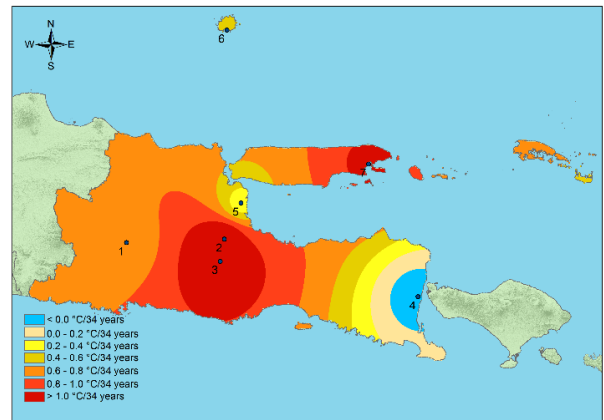 N
W E
S
6
7
5
2
1
3
4
< 0.0 °C/34 years
0.0 - 0.2 °C/34 years
0.2 - 0.4 °C/34 years
0.4 - 0.6 °C/34 years
0.6 - 0.8 °C/34 years
0.8 - 1.0 °C/34 years
> 1.0 °C/34 years